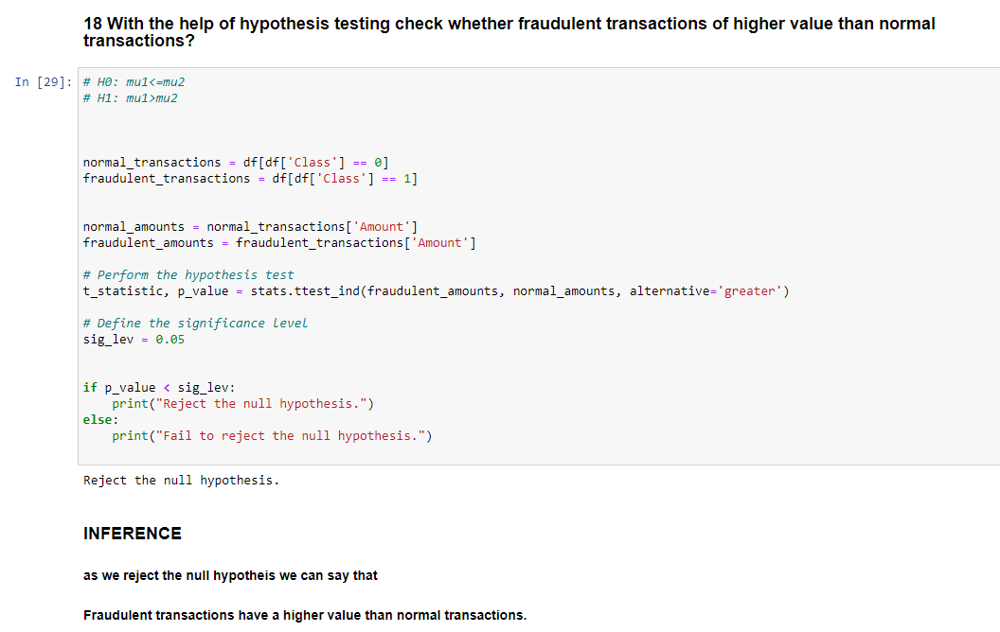 18 With the help of hypothesis testing check whether fraudulent transactions of higher value than normal
transactions?
In [29]: # H0: mu1<=mu2
# H1: mu1>mu2
normal_transactions = df[df['Class'] == 0]
fraudulent_transactions = df[df['Class'] == 1]
normal_amounts = normal_transactions['Amount']
fraudulent_amounts = fraudulent_transactions['Amount']
# Perform the hypothesis test
t_statistic, p_value = stats.ttest_ind(fraudulent_amounts, normal_amounts, alternative='greater')
# Define the significance level
sig_lev = 0.05
if p_value < sig_lev:
    print("Reject the null hypothesis.")
else:
    print("Fail to reject the null hypothesis.")
Reject the null hypothesis.
INFERENCE
as we reject the null hypotheis we can say that
Fraudulent transactions have a higher value than normal transactions.